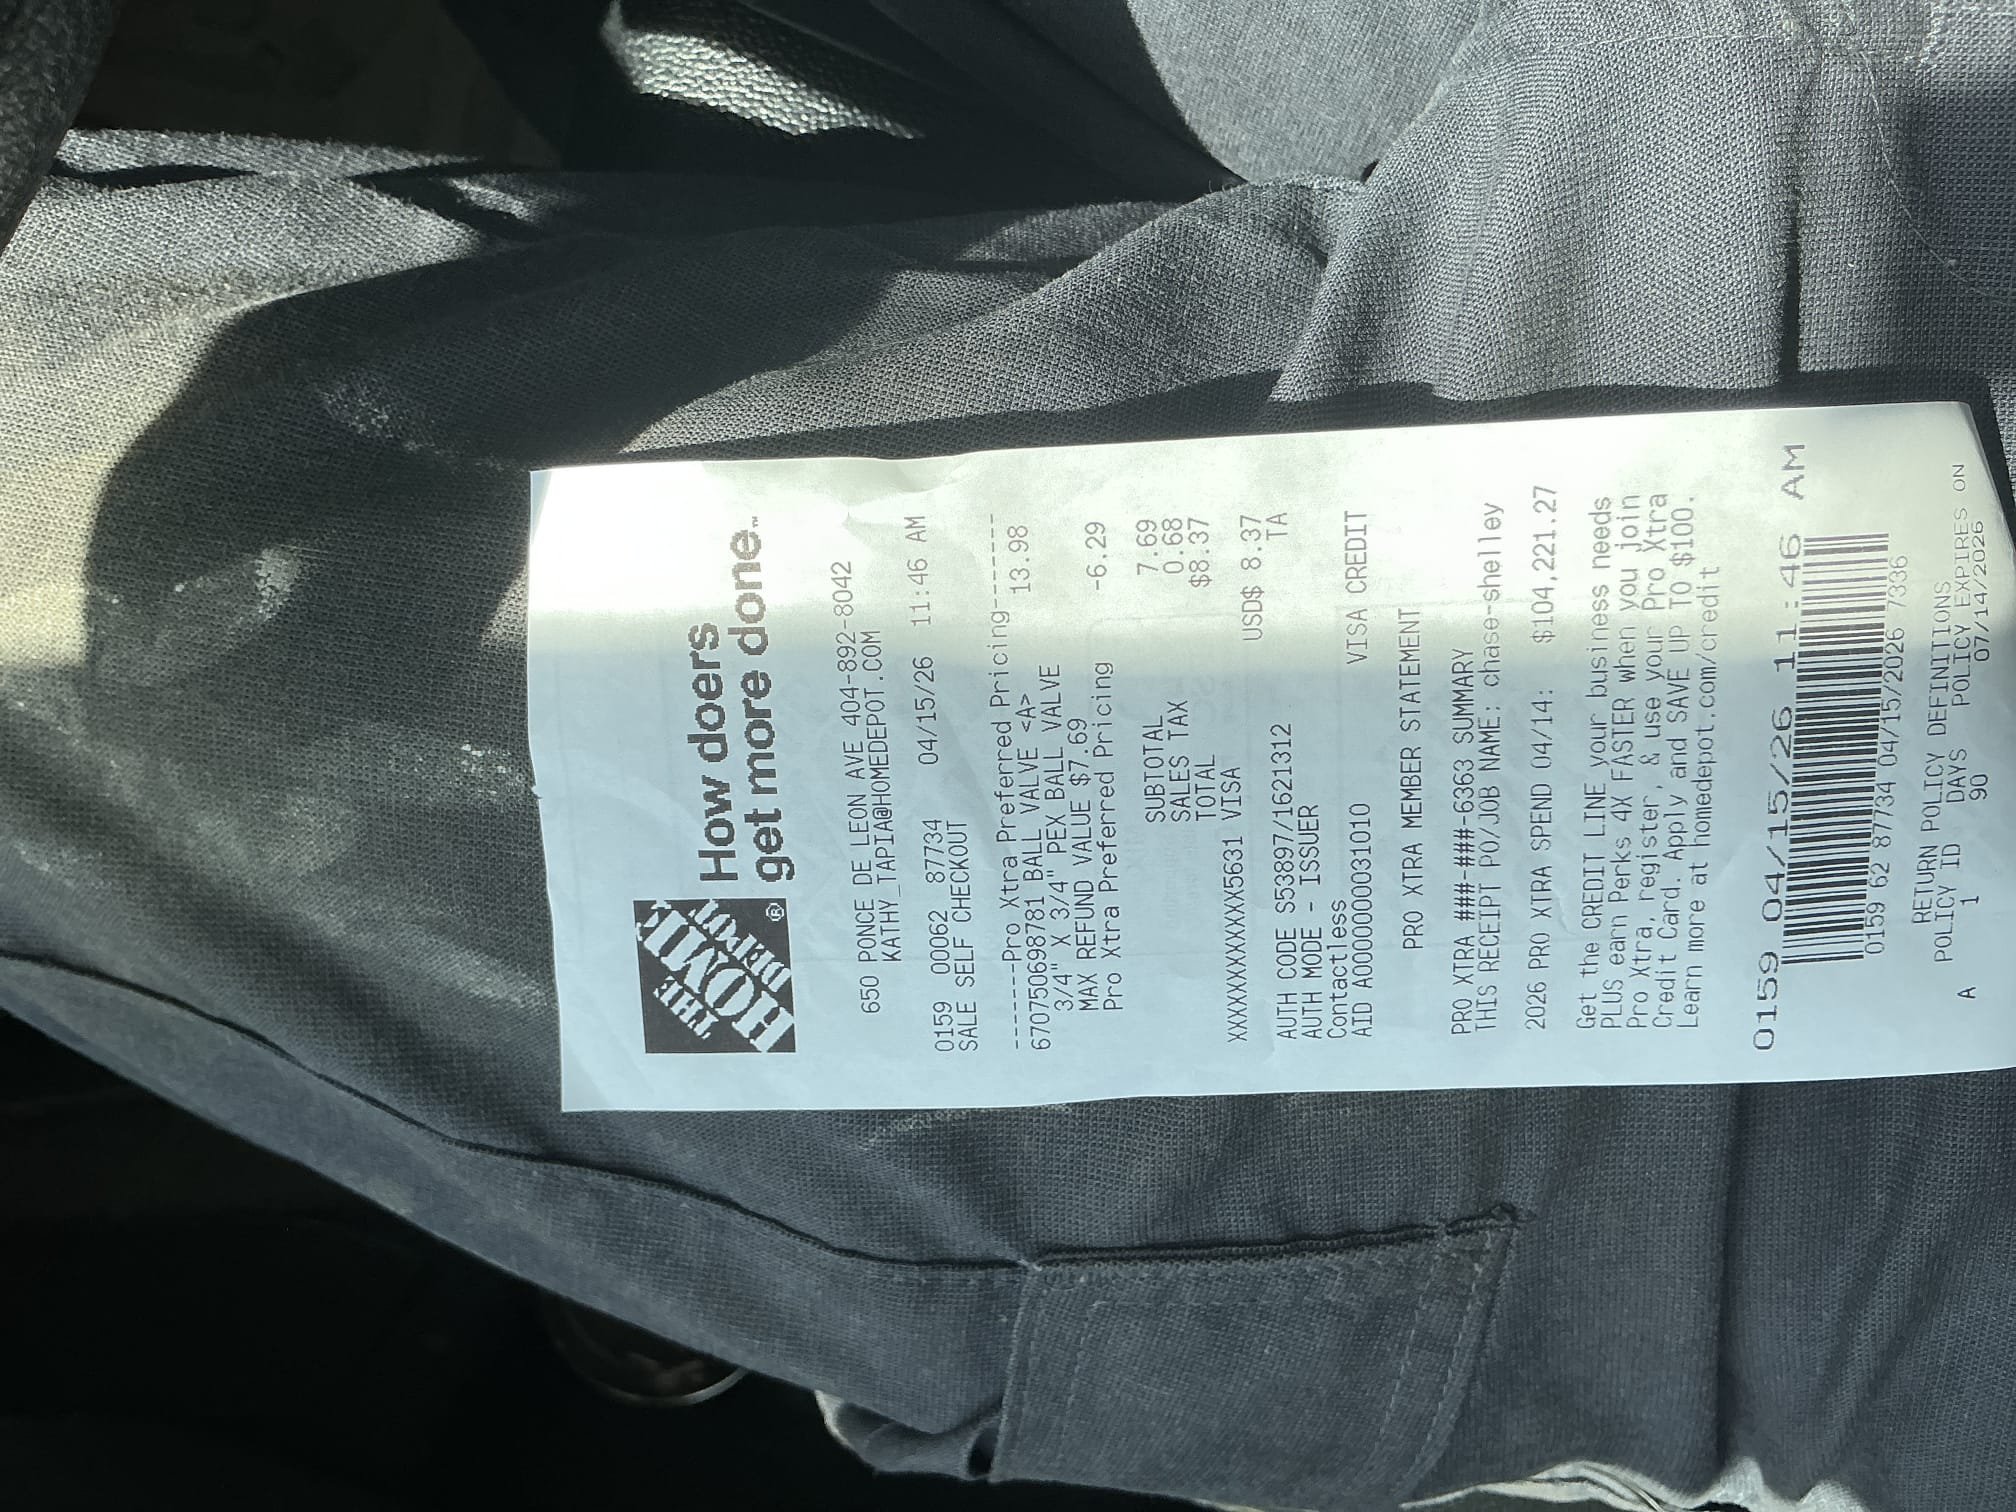 THE
HOME
DEPOT
®
How doers
get more done.™
650 PONCE DE LEON AVE 404-892-8042
KATHY_TAPIA@HOMEDEPOT.COM
0159 00062 87734 04/15/26 11:46 AM
SALE SELF CHECKOUT
--------Pro Xtra Preferred Pricing--------
670750698781 BALL VALVE <A> 13.98
3/4" X 3/4" PEX BALL VALVE
MAX REFUND VALUE $7.69
Pro Xtra Preferred Pricing -6.29
SUBTOTAL 7.69
SALES TAX 0.68
TOTAL $8.37
XXXXXXXXXXXX5631 VISA
USD$ 8.37
AUTH CODE S53897/1621312 TA
AUTH MODE - ISSUER
Contactless
AID A0000000031010 VISA CREDIT
PRO XTRA MEMBER STATEMENT
PRO XTRA ###-###-6363 SUMMARY
THIS RECEIPT PO/JOB NAME: chase-shelley
2026 PRO XTRA SPEND 04/14: $104,221.27
Get the CREDIT LINE your business needs
PLUS earn Perks 4X FASTER when you join
Pro Xtra, register, & use your Pro Xtra
Credit Card. Apply and SAVE UP TO $100.
Learn more at homedepot.com/credit
0159 04/15/26 11:46 AM
0159 62 87734 04/15/2026 7336
RETURN POLICY DEFINITIONS
POLICY ID DAYS POLICY EXPIRES ON
A 1 90 07/14/2026